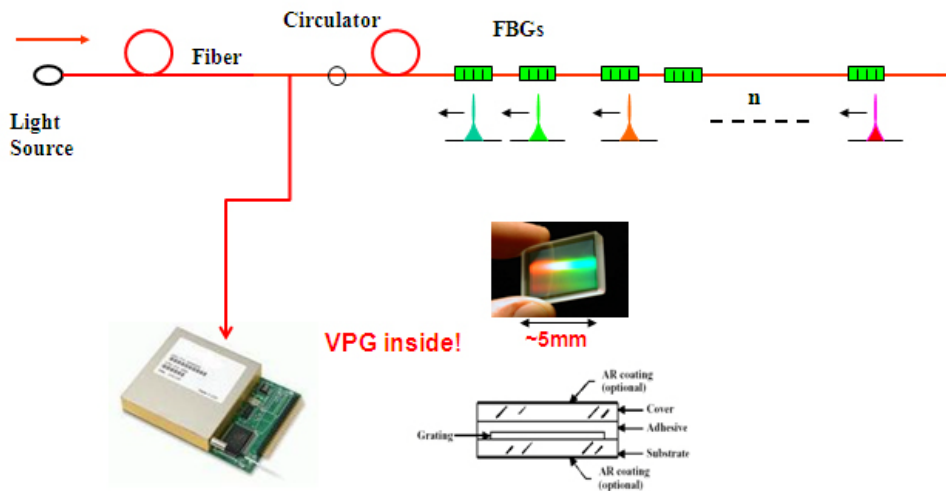 Circulator
FBGs
Fiber
n
Light
Source
VPG inside!
~5mm
AR coating
(optional)
Cover
Adhesive
Grating
Substrate
AR coating
(optional)